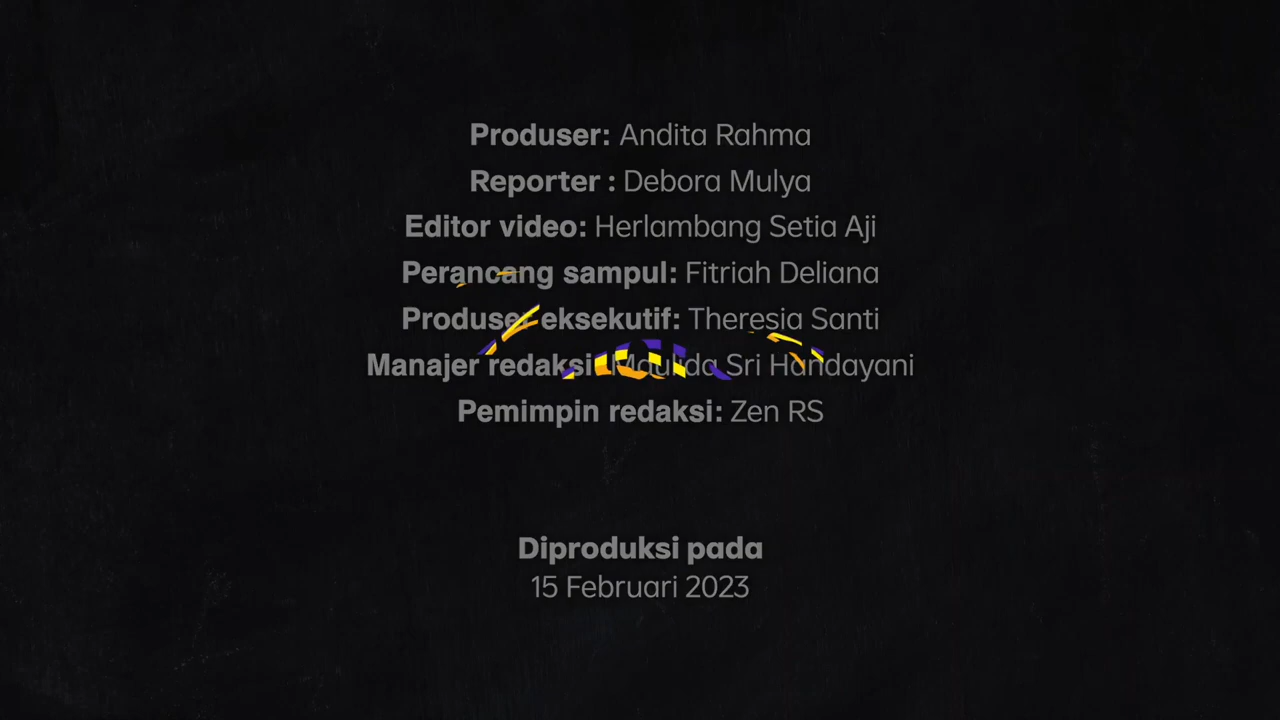 Produser: Andita Rahma
Reporter : Debora Mulya
Editor video: Herlambang Setia Aji
Perancang sampul: Fitriah Deliana
Produser eksekutif: Theresia Santi
Manajer redaksi: Maulida Sri Handayani
Pemimpin redaksi: Zen RS
Diproduksi pada
15 Februari 2023